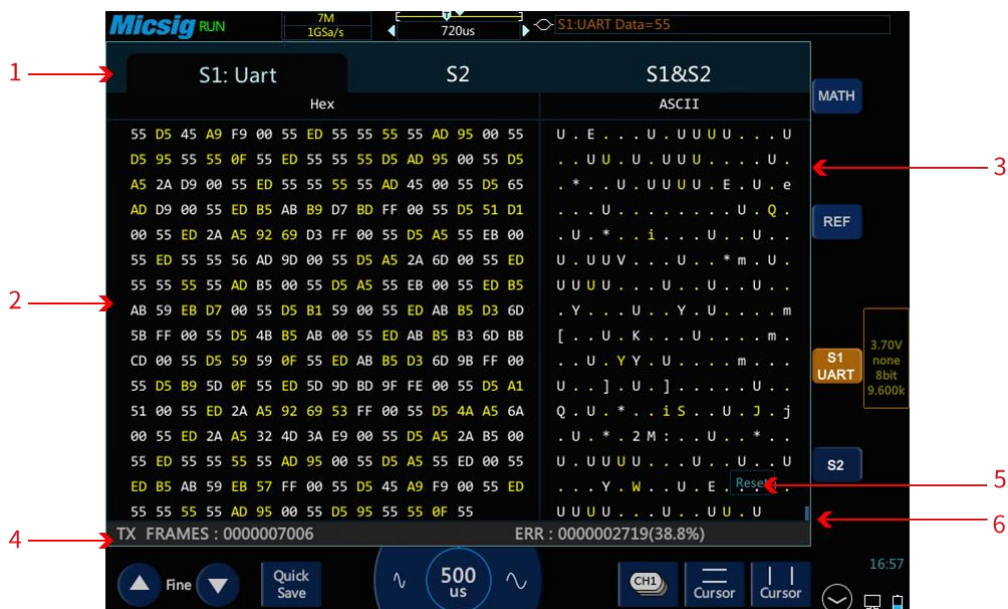 Micsig RUN 7M 1GSa/s T 720us S1:UART Data=55
1
S1: Uart S2 S1&S2
Hex ASCII
MATH
55 D5 45 A9 F9 00 55 ED 55 55 55 55 AD 95 00 55 U . E . . . U . U U U U . . . U
D5 95 55 55 0F 55 ED 55 55 55 D5 AD 95 00 55 D5 . . U U . U . U U U . . . . U .
3
A5 2A D9 00 55 ED 55 55 55 55 AD 45 00 55 D5 65 . * . . U . U U U U . E . U . e
AD D9 00 55 ED B5 AB B9 D7 BD FF 00 55 D5 51 D1 . . . U . . . . . . . . U . Q .
REF
00 55 ED 2A A5 92 69 D3 FF 00 55 D5 A5 55 EB 00 . U . * . . i . . . U . . U . .
55 ED 55 55 56 AD 9D 00 55 D5 A5 2A 6D 00 55 ED U . U U V . . . U . . * m . U .
55 55 55 55 AD B5 00 55 D5 A5 55 EB 00 55 ED B5 U U U U . . . U . . U . . U . .
2
AB 59 EB D7 00 55 D5 B1 59 00 55 ED AB B5 D3 6D . Y . . . U . . Y . U . . . . m
5B FF 00 55 D5 4B B5 AB 00 55 ED AB B5 B3 6D BB [ . . U . K . . . U . . . . m .
CD 00 55 D5 59 59 0F 55 ED AB B5 D3 6D 9B FF 00 . . U . Y Y . U . . . . m . . .
S1
UART
3.70V
none
8bit
9.600k
55 D5 B9 5D 0F 55 ED 5D 9D BD 9F FE 00 55 D5 A1 U . . ] . U . ] . . . . . U . .
51 00 55 ED 2A A5 92 69 53 FF 00 55 D5 4A A5 6A Q . U . * . . i S . . U . J . j
00 55 ED 2A A5 32 4D 3A E9 00 55 D5 A5 2A B5 00 . U . * . 2 M : . . U . . * . .
55 ED 55 55 55 55 AD 95 00 55 D5 A5 55 ED 00 55 U . U U U U . . . U . . U . . U
S2
ED B5 AB 59 EB 57 FF 00 55 D5 45 A9 F9 00 55 ED . . . Y . W . . U . E . . . .
Reset
5
55 55 55 55 AD 95 00 55 D5 95 55 55 0F 55 U U U U . . . U . . U U . U
6
4
TX FRAMES : 0000007006 ERR : 0000002719(38.8%)
16:57
Fine
Quick
Save
500
us
CH1
Cursor
Cursor